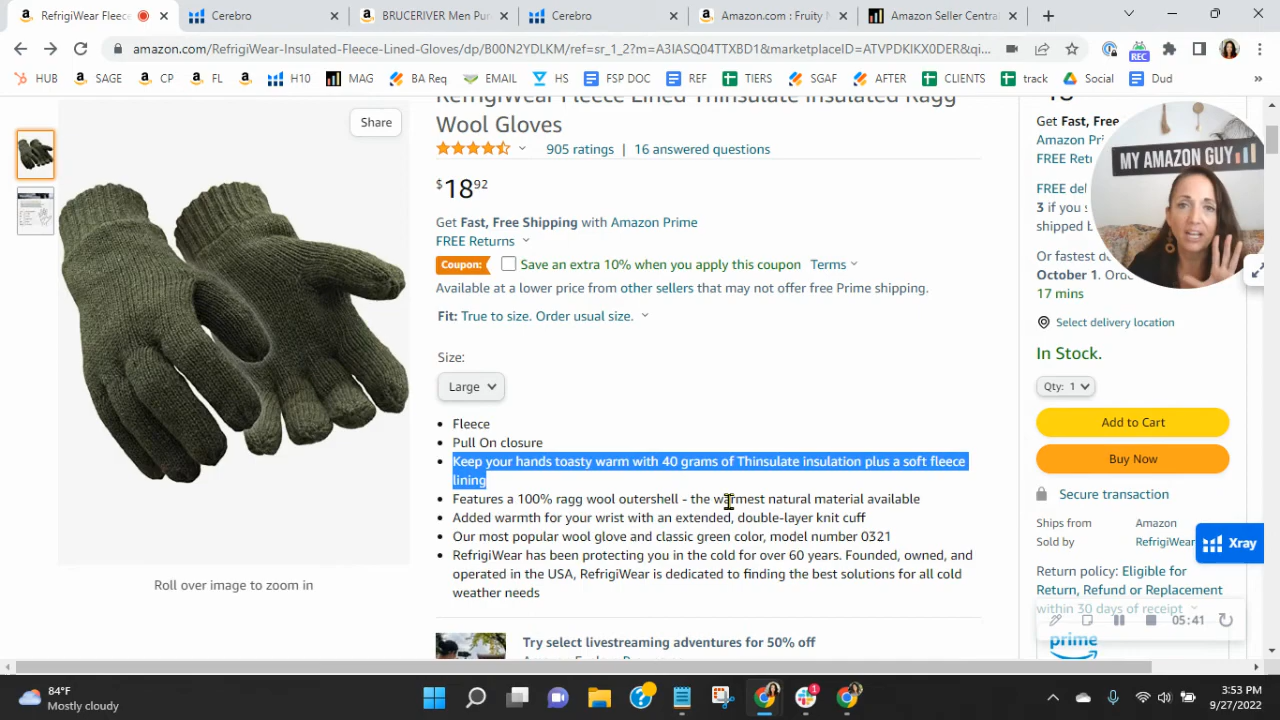 RefrigiWear Fleece
Cerebro
BRUCERIVER Men Pur
Cerebro
Amazon.com : Fruity
Amazon Seller Central
amazon.com/RefrigiWear-Insulated-Fleece-Lined-Gloves/dp/B00N2YDLKM/ref=sr_1_2?m=A3IASQ04TTXBD1&marketplaceID=ATVPDKIKX0DER&qi...
REC
HUB
SAGE
CP
FL
H10
MAG
BA Req
EMAIL
HS
FSP DOC
REF
TIERS
SGAF
AFTER
CLIENTS
track
Social
Dud
»
Share
RefrigiWear Fleece Lined Thinsulate Insulated Ragg
Wool Gloves
905 ratings | 16 answered questions
$18 92
Get Fast, Free Shipping with Amazon Prime
FREE Returns
Coupon: Save an extra 10% when you apply this coupon Terms
Available at a lower price from other sellers that may not offer free Prime shipping.
Fit: True to size. Order usual size.
Size:
Large
• Fleece
• Pull On closure
• Keep your hands toasty warm with 40 grams of Thinsulate insulation plus a soft fleece
lining
• Features a 100% ragg wool outershell - the warmest natural material available
• Added warmth for your wrist with an extended, double-layer knit cuff
• Our most popular wool glove and classic green color, model number 0321
• RefrigiWear has been protecting you in the cold for over 60 years. Founded, owned, and
operated in the USA, RefrigiWear is dedicated to finding the best solutions for all cold
weather needs
Roll over image to zoom in
Try select livestreaming adventures for 50% off
Get Fast, Free
Amazon Pri
FREE Retu
FREE del
3 if you s
shipped b
Or fastest d
October 1. Or
17 mins
MY AMAZON GUY
Select delivery location
In Stock.
Qty: 1
Add to Cart
Buy Now
Secure transaction
Ships from Amazon
Sold by RefrigiWear
Xray
Return policy: Eligible for
Return, Refund or Replacement
within 30 days of receipt
05:41
prime
84°F
Mostly cloudy
1
3:53 PM
9/27/2022